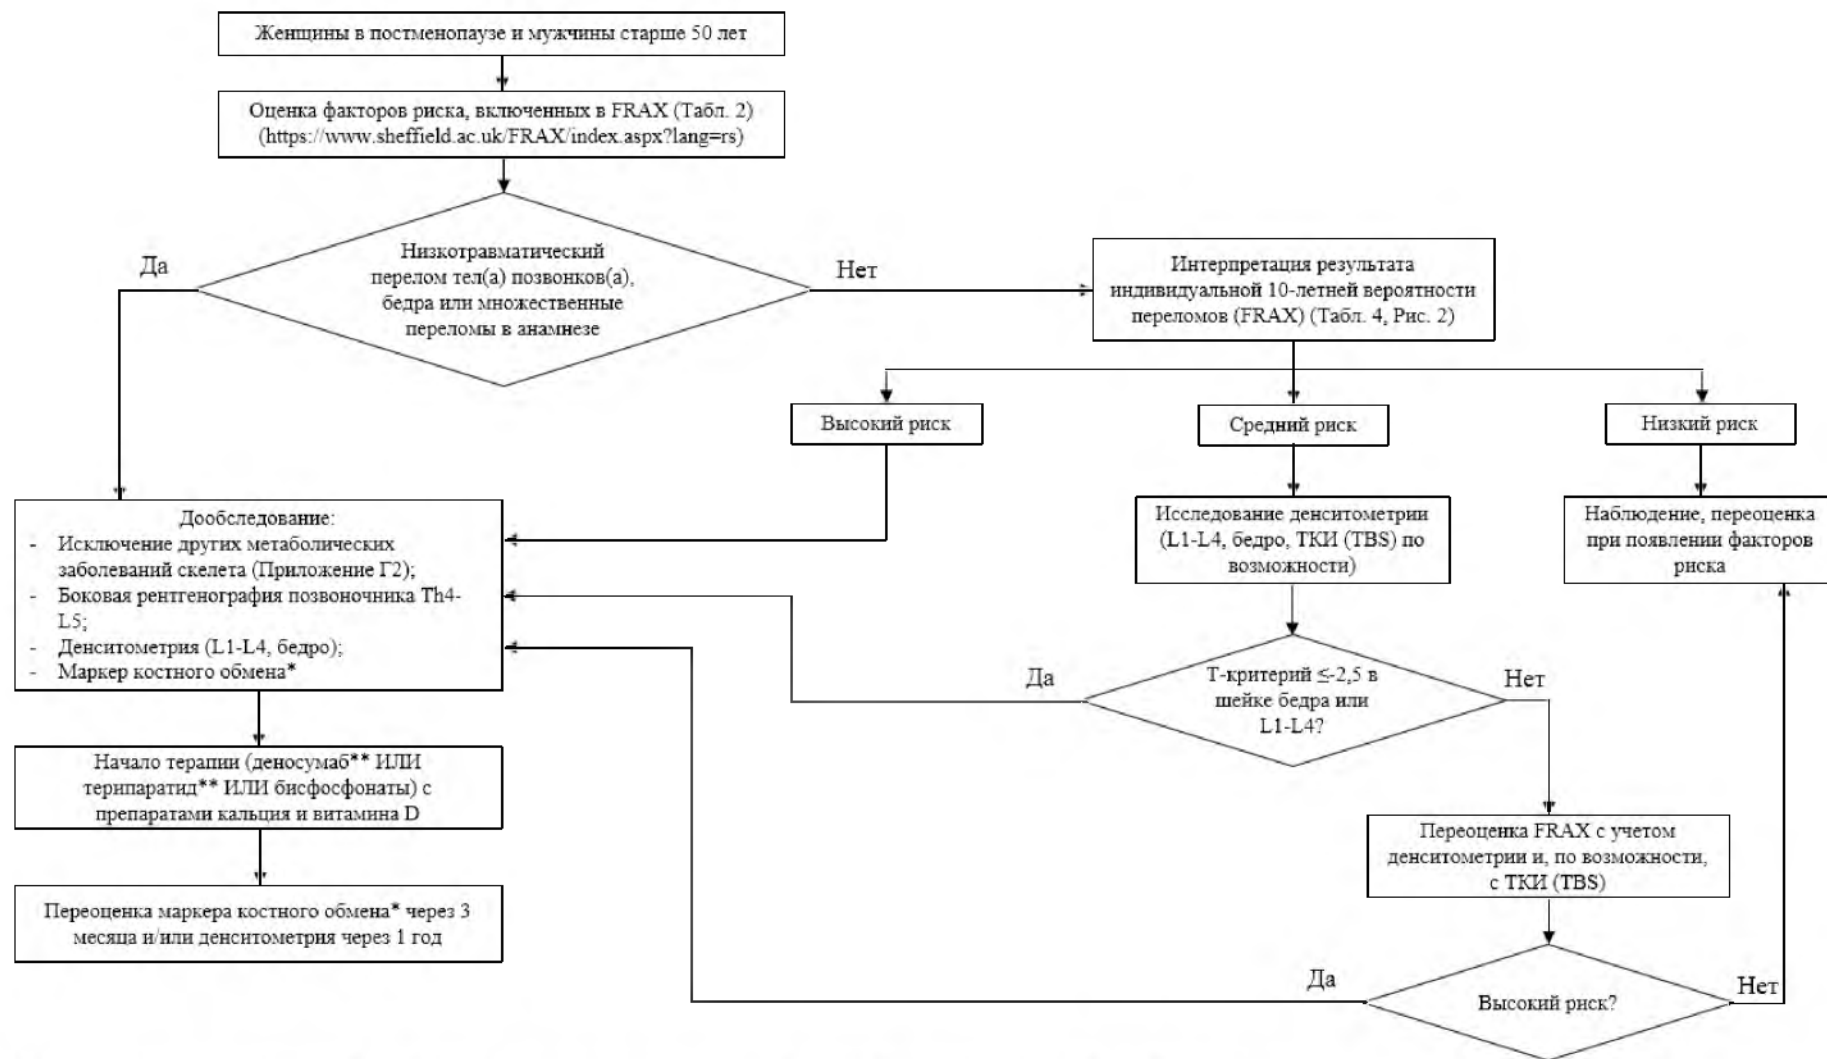 Женщины в постменопаузе и мужчины старше 50 лет
Оценка факторов риска, включенных в FRAX (Табл. 2)
(https://www.sheffield.ac.uk/FRAX/index.aspx?lang=rs)
Да
Низкотравматический
перелом тел(а) позвонков(а),
бедра или множественные
переломы в анамнезе
Нет
Интерпретация результата
индивидуальной 10-летней вероятности
переломов (FRAX) (Табл. 4, Рис. 2)
Высокий риск
Средний риск
Низкий риск
Дообследование:
- Исключение других метаболических
заболеваний скелета (Приложение Г2);
- Боковая рентгенография позвоночника Th4-
L5;
- Денситометрия (L1-L4, бедро);
- Маркер костного обмена*
Исследование денситометрии
(L1-L4, бедро, ТКИ (TBS) по
возможности)
Наблюдение, переоценка
при появлении факторов
риска
Да
Т-критерий ≤-2,5 в
шейке бедра или
L1-L4?
Нет
Начало терапии (деносумаб** ИЛИ
терипаратид** ИЛИ бисфосфонаты) с
препаратами кальция и витамина D
Переоценка FRAX с учетом
денситометрии и, по возможности,
с ТКИ (TBS)
Переоценка маркера костного обмена* через 3
месяца и/или денситометрия через 1 год
Да
Высокий риск?
Нет